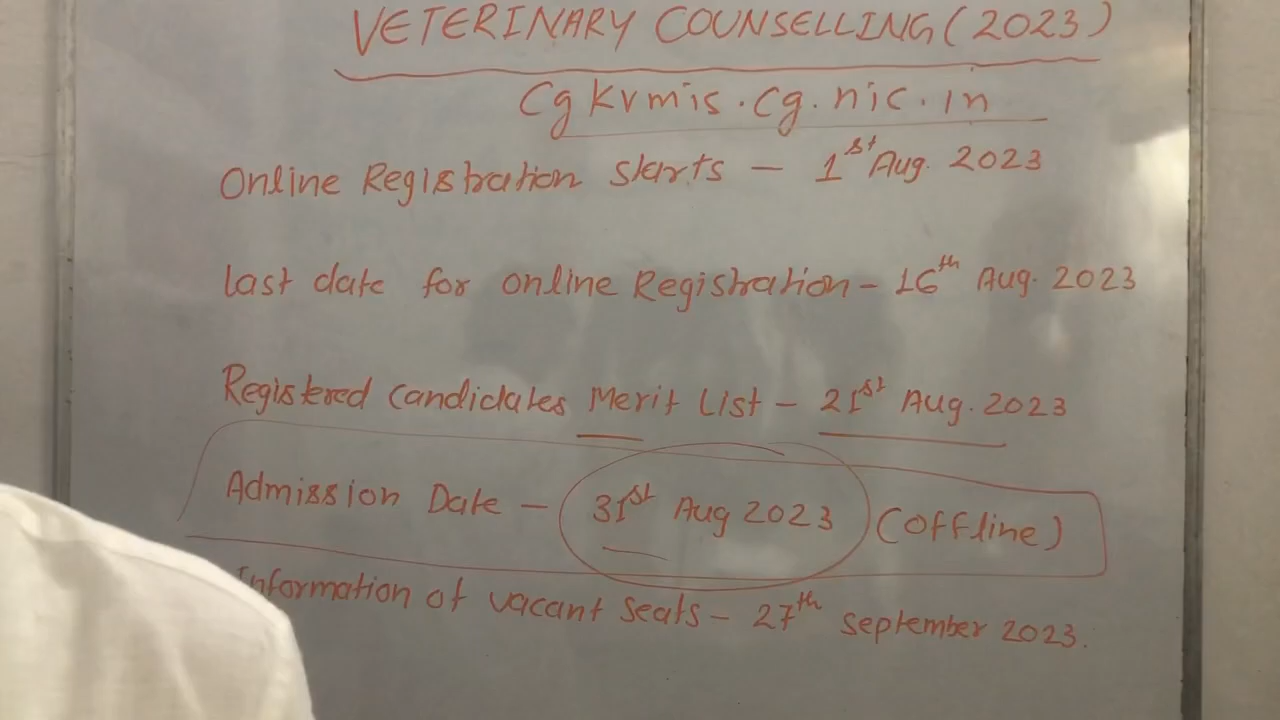 VETERINARY COUNSELLING (2023)
CgKvmis.cg.nic.in
Online Registration starts - 1st Aug. 2023
last date for online Registration - 16th Aug. 2023
Registered candidates Merit List - 21st Aug. 2023
Admission Date - 31st Aug 2023 (offline)
Information of vacant seats - 27th september 2023.